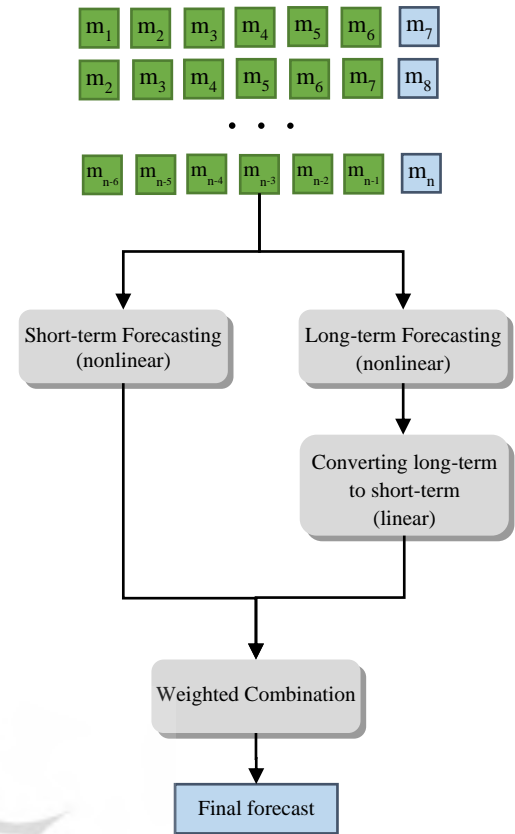 m₁ m₂ m₃ m₄ m₅ m₆ m₇
m₂ m₃ m₄ m₅ m₆ m₇ m₈
. . .
mₙ₋₆ mₙ₋₅ mₙ₋₄ mₙ₋₃ mₙ₋₂ mₙ₋₁ mₙ
Short-term Forecasting
(nonlinear)
Long-term Forecasting
(nonlinear)
Converting long-term
to short-term
(linear)
Weighted Combination
Final forecast